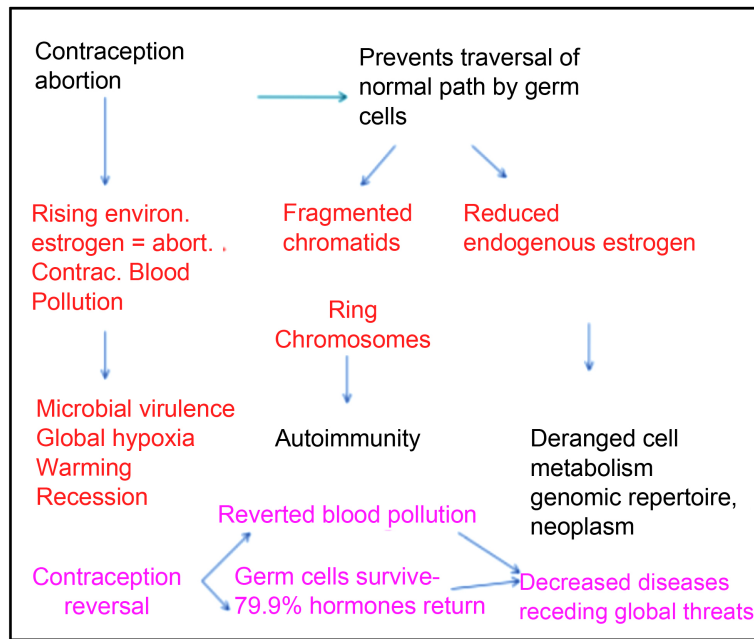 Contraception
abortion
Prevents traversal of
normal path by germ
cells
Rising environ.
estrogen = abort. .
Contrac. Blood
Pollution
Fragmented
chromatids
Reduced
endogenous estrogen
Ring
Chromosomes
Microbial virulence
Global hypoxia
Warming
Recession
Autoimmunity
Deranged cell
metabolism
genomic repertoire,
neoplasm
Reverted blood pollution
Contraception
reversal
Germ cells survive-
79.9% hormones return
Decreased diseases
receding global threats